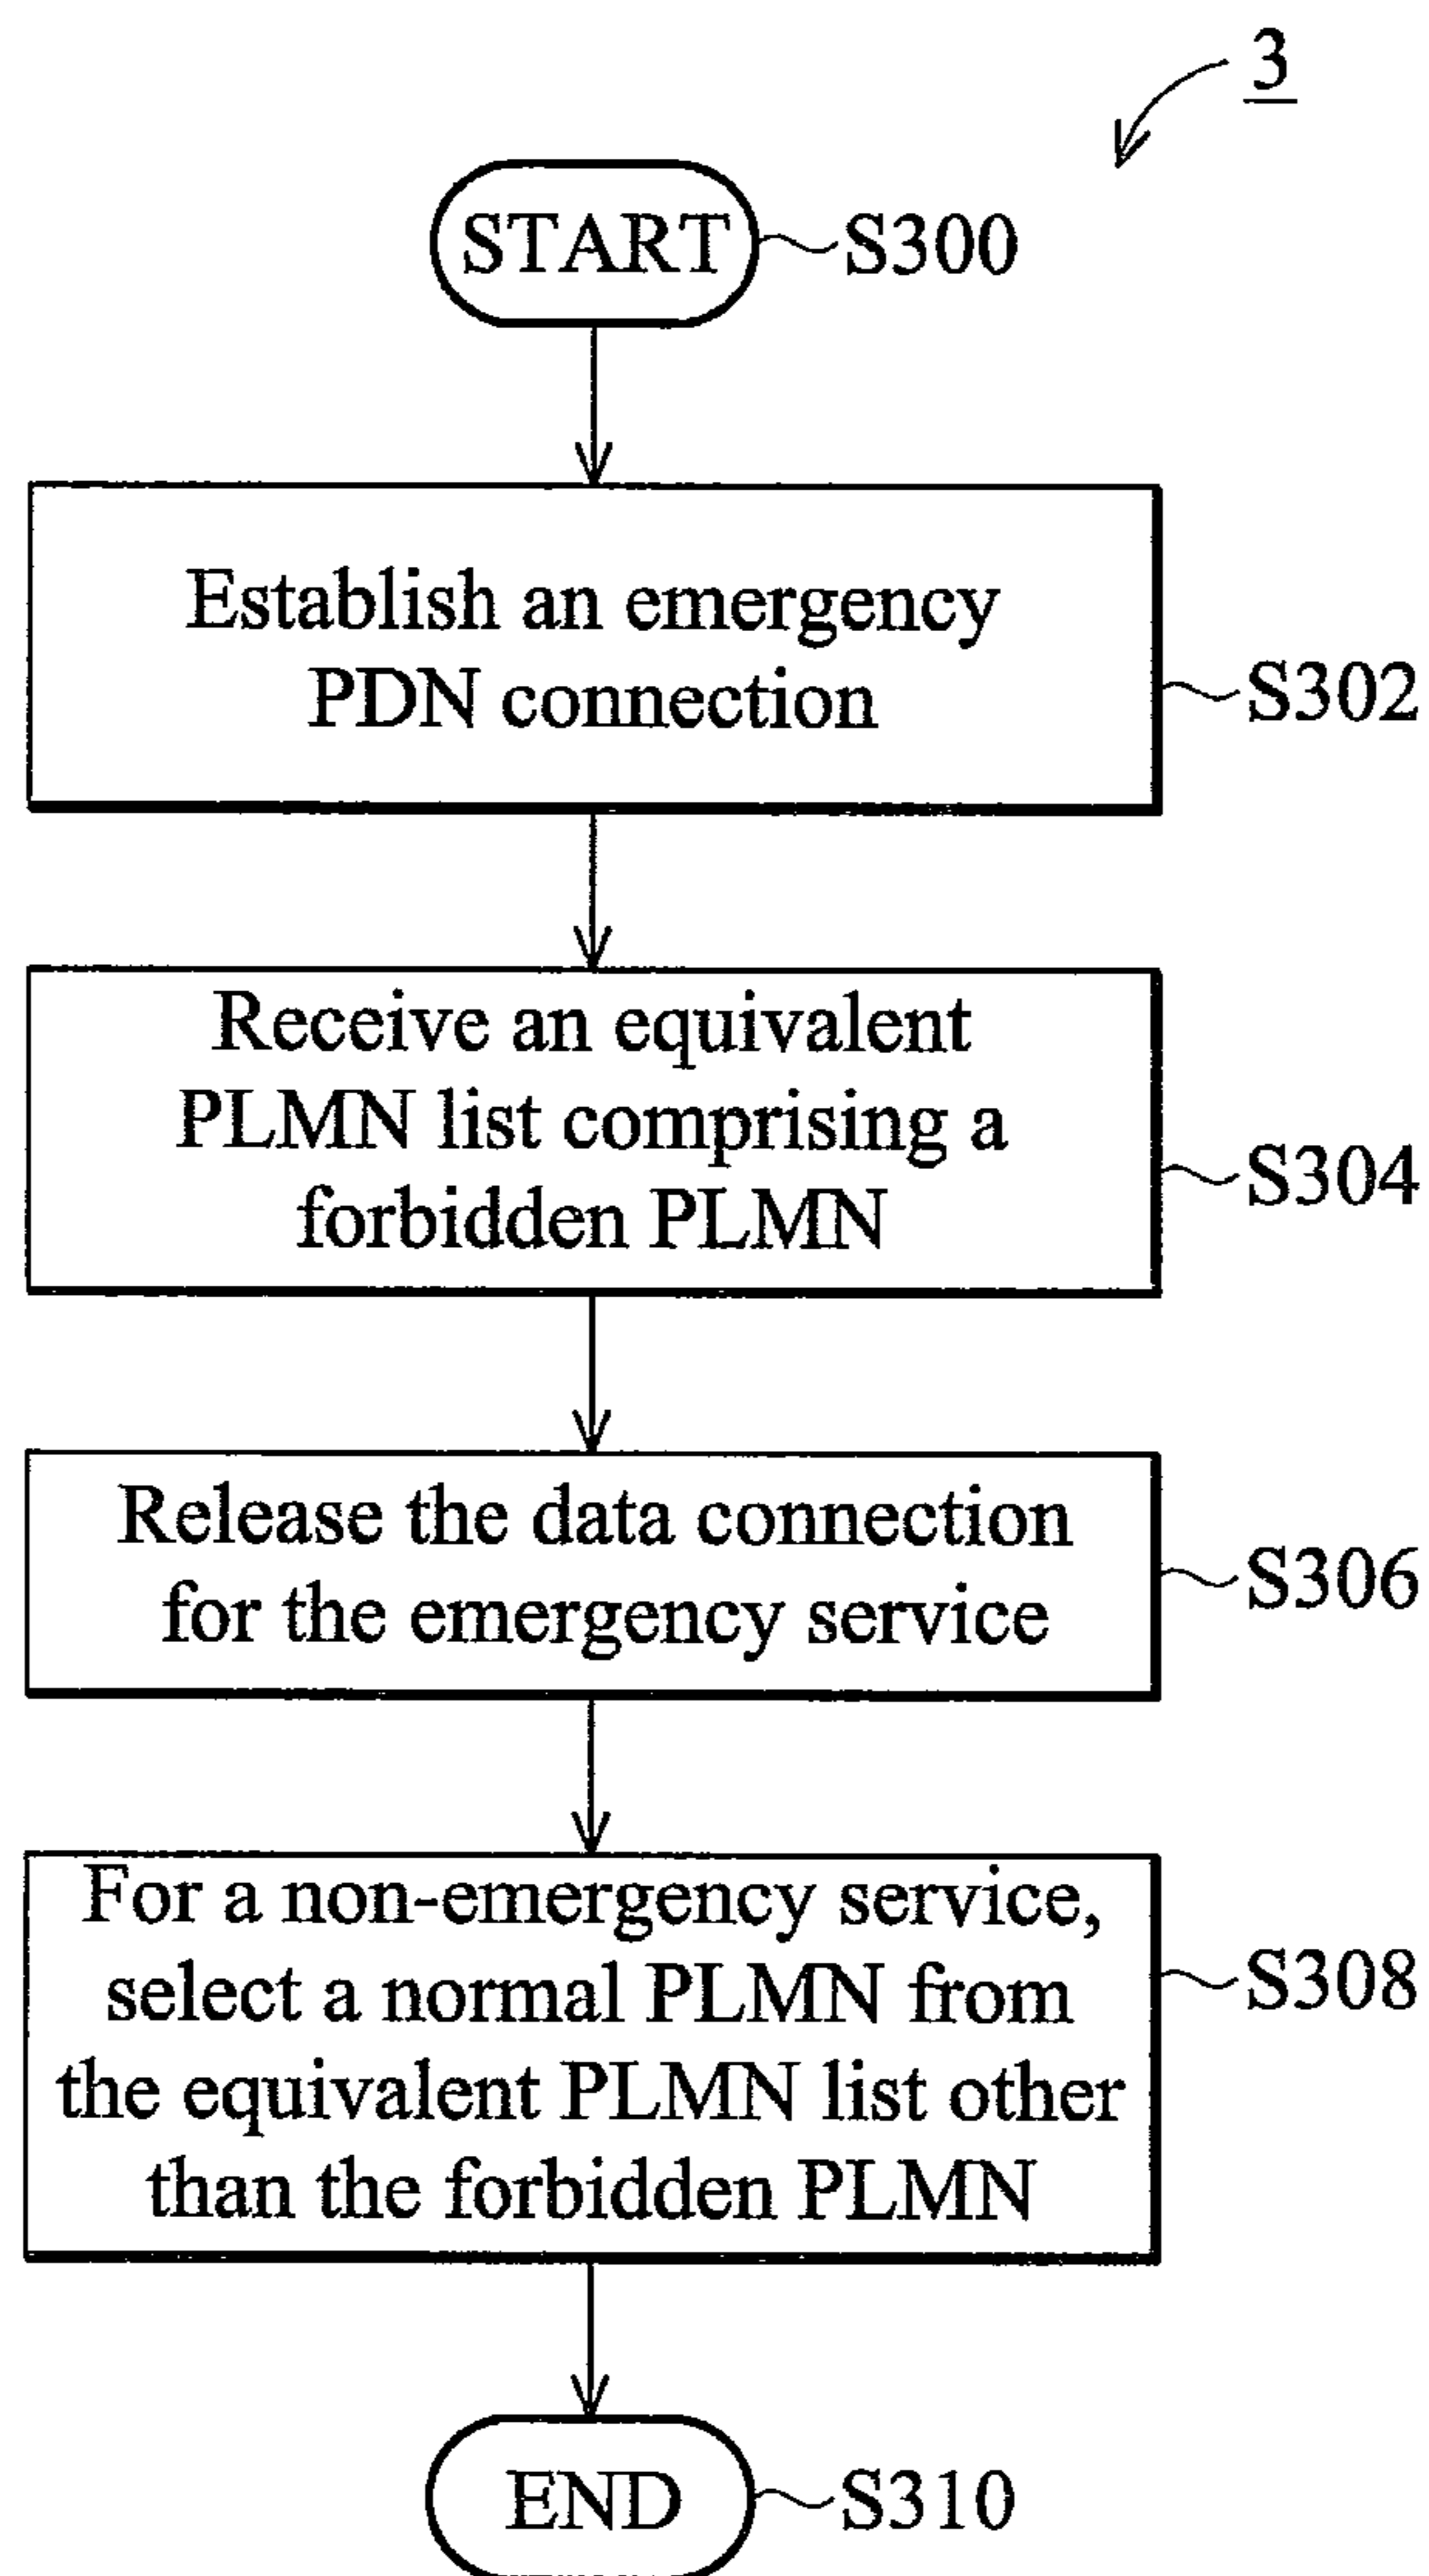 3
START
S300
Establish an emergency
PDN connection
S302
Receive an equivalent
PLMN list comprising a
forbidden PLMN
S304
Release the data connection
for the emergency service
S306
For a non-emergency service,
select a normal PLMN from
the equivalent PLMN list other
than the forbidden PLMN
S308
END
S310